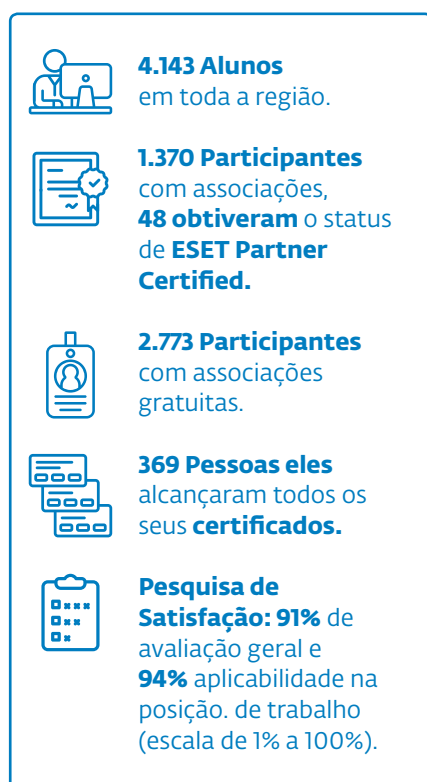 4.143 Alunos
em toda a região.
1.370 Participantes
com associações,
48 obtiveram o status
de ESET Partner
Certified.
2.773 Participantes
com associações
gratuitas.
369 Pessoas eles
alcançaram todos os
seus certificados.
Pesquisa de
Satisfação: 91% de
avaliação geral e
94% aplicabilidade na
posição. de trabalho
(escala de 1% a 100%).